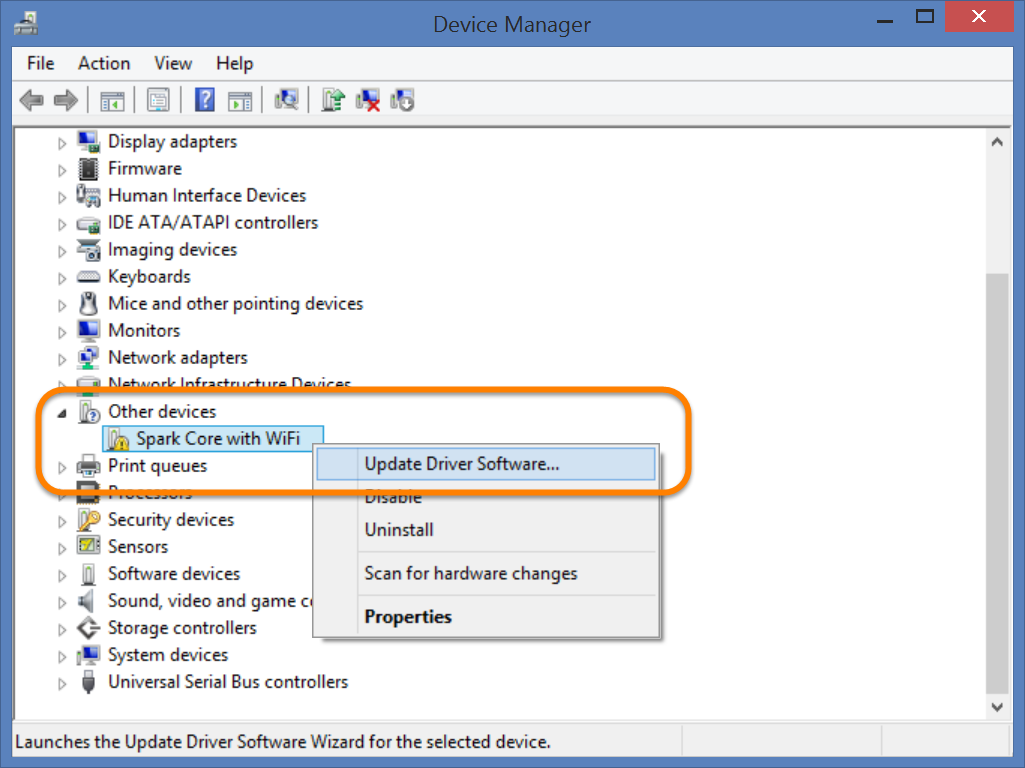 Device Manager
File Action View Help
Display adapters
Firmware
Human Interface Devices
IDE ATA/ATAPI controllers
Imaging devices
Keyboards
Mice and other pointing devices
Monitors
Network adapters
Network Infrastructure Devices
Other devices
Spark Core with WiFi
Print queues
Processors
Security devices
Sensors
Software devices
Sound, video and game c
Storage controllers
System devices
Universal Serial Bus controllers
Update Driver Software...
Disable
Uninstall
Scan for hardware changes
Properties
Launches the Update Driver Software Wizard for the selected device.